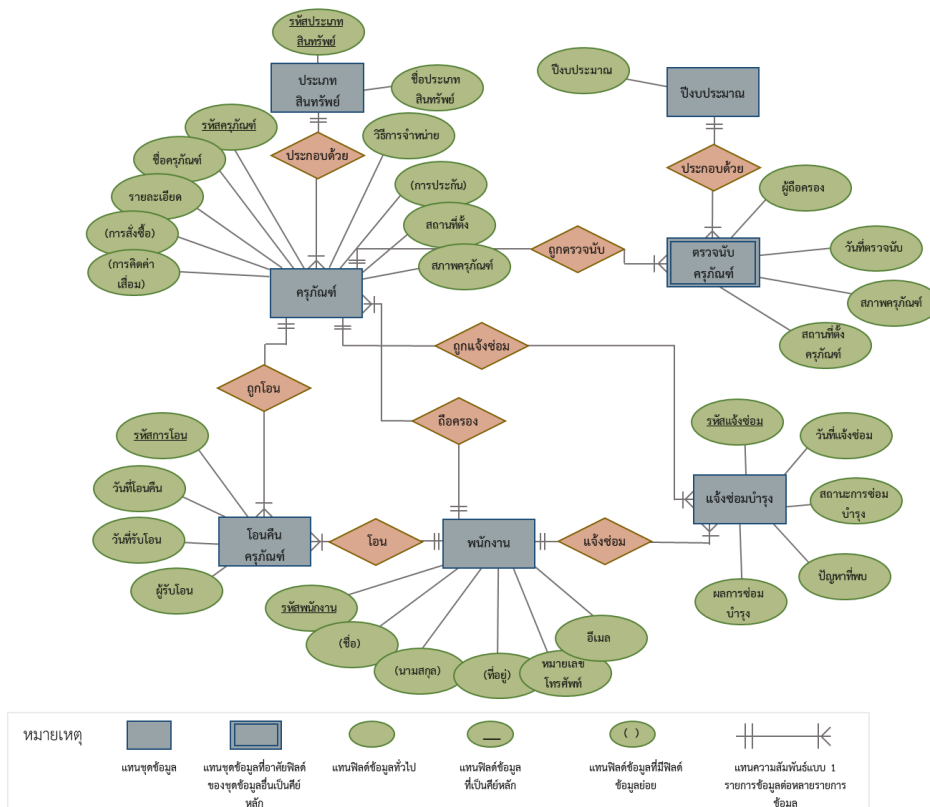 รหัสประเภท
สินทรัพย์
ประเภท
สินทรัพย์
ชื่อประเภท
สินทรัพย์
ปีงบประมาณ
ปีงบประมาณ
รหัสครุภัณฑ์
วิธีการจำหน่าย
ชื่อครุภัณฑ์
ประกอบด้วย
ประกอบด้วย
รายละเอียด
(การประกัน)
ผู้ถือครอง
(การสั่งซื้อ)
สถานที่ตั้ง
(การคิดค่า
เสื่อม)
สภาพครุภัณฑ์
ถูกตรวจนับ
ตรวจนับ
ครุภัณฑ์
วันที่ตรวจนับ
ครุภัณฑ์
สภาพครุภัณฑ์
สถานที่ตั้ง
ครุภัณฑ์
ถูกแจ้งซ่อม
ถูกโอน
ถือครอง
รหัสการโอน
รหัสแจ้งซ่อม
วันที่แจ้งซ่อม
วันที่โอนคืน
แจ้งซ่อมบำรุง
สถานะการซ่อม
บำรุง
วันที่รับโอน
โอนคืน
ครุภัณฑ์
โอน
พนักงาน
แจ้งซ่อม
ผู้รับโอน
ปัญหาที่พบ
ผลการซ่อม
บำรุง
รหัสพนักงาน
(ชื่อ)
(นามสกุล)
(ที่อยู่)
หมายเลข
โทรศัพท์
อีเมล
หมายเหตุ
( )
แทนชุดข้อมูล
แทนชุดข้อมูลที่อาศัยฟิลด์
ของชุดข้อมูลอื่นเป็นคีย์
หลัก
แทนฟิลด์ข้อมูลทั่วไป
แทนฟิลด์ข้อมูล
ที่เป็นคีย์หลัก
แทนฟิลด์ข้อมูลที่มีฟิลด์
ข้อมูลย่อย
แทนความสัมพันธ์แบบ 1
รายการข้อมูลต่อหลายรายการ
ข้อมูล